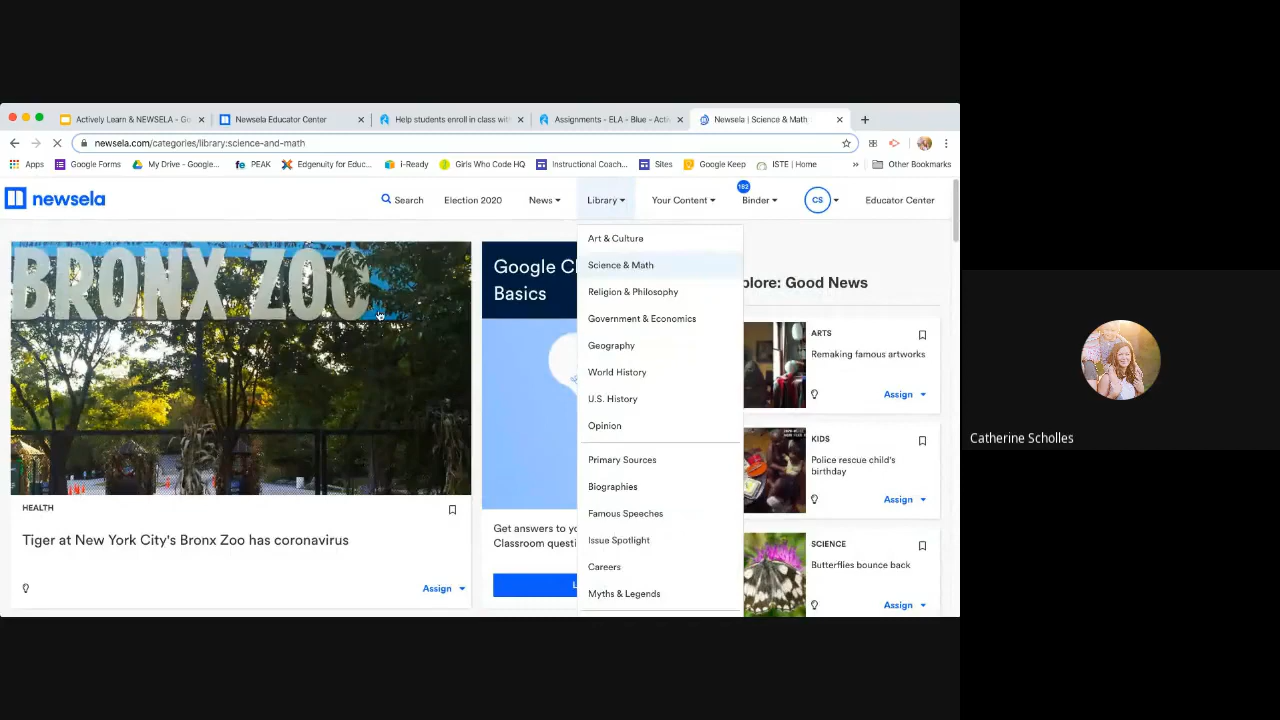 Actively Learn & NEWSELA - Go
Newsela Educator Center
Help students enroll in class with
Assignments - ELA - Blue - Acti
Newsela | Science & Math
newsela.com/categories/library:science-and-math
Apps
Google Forms
My Drive - Google...
PEAK
Edgenuity for Educ...
i-Ready
Girls Who Code HQ
Instructional Coach...
Sites
Google Keep
ISTE | Home
»
Other Bookmarks
newsela
Search
Election 2020
News
Library
Your Content
182
Binder
CS
Educator Center
BRONX ZOO
HEALTH
Tiger at New York City's Bronx Zoo has coronavirus
Assign
Google Cl
Basics
Get answers to yo
Classroom questi
L
Art & Culture
Science & Math
Religion & Philosophy
Government & Economics
Geography
World History
U.S. History
Opinion
Primary Sources
Biographies
Famous Speeches
Issue Spotlight
Careers
Myths & Legends
plore: Good News
ARTS
Remaking famous artworks
Assign
KIDS
Police rescue child's
birthday
Assign
SCIENCE
Butterflies bounce back
Assign
Catherine Scholles